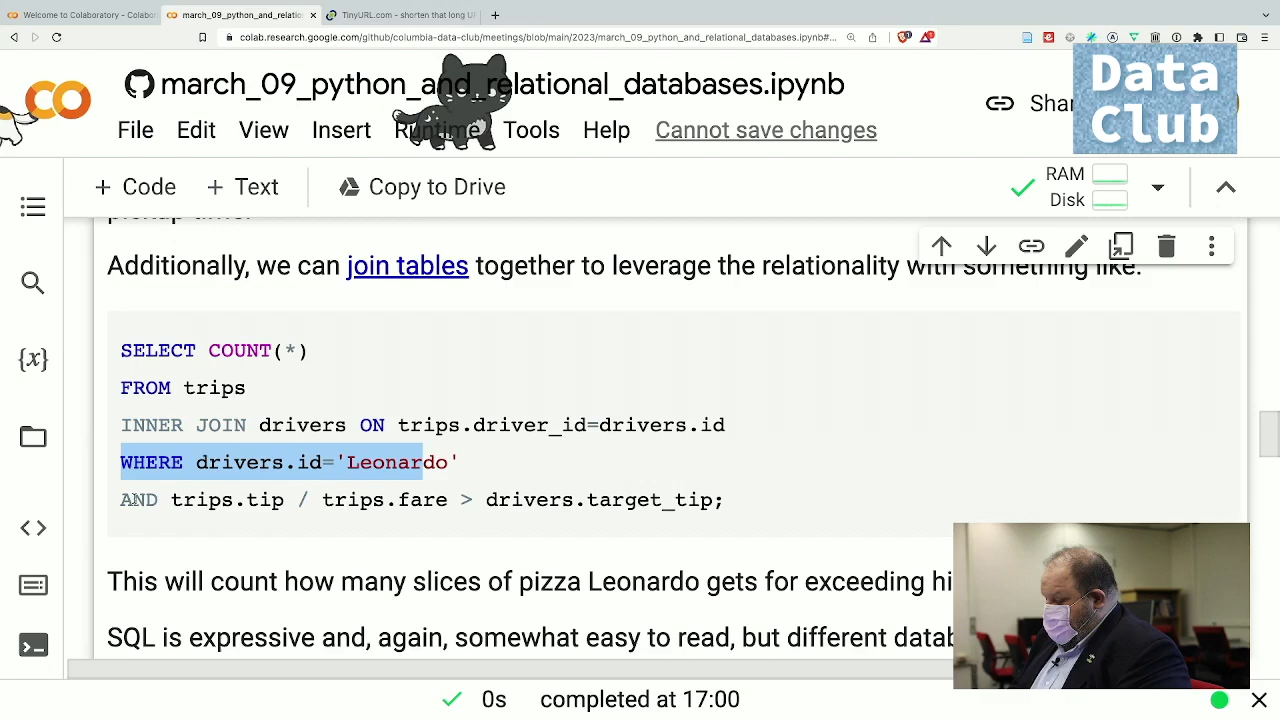 Welcome to Colaboratory - Colabor
march_09_python_and_relatio
TinyURL.com - shorten that long U
colab.research.google.com/github/columbia-data-club/meetings/blob/main/2023/march_09_python_and_relational_databases.ipynb#...
march_09_python_and_relational_databases.ipynb
Shar
Data
Club
File Edit View Insert Runtime Tools Help Cannot save changes
+ Code + Text Copy to Drive
RAM
Disk
pickup time.
Additionally, we can join tables together to leverage the relationality with something like:
SELECT COUNT(*)
FROM trips
INNER JOIN drivers ON trips.driver_id=drivers.id
WHERE drivers.id='Leonardo'
AND trips.tip / trips.fare > drivers.target_tip;
This will count how many slices of pizza Leonardo gets for exceeding hi
SQL is expressive and, again, somewhat easy to read, but different datab
0s completed at 17:00